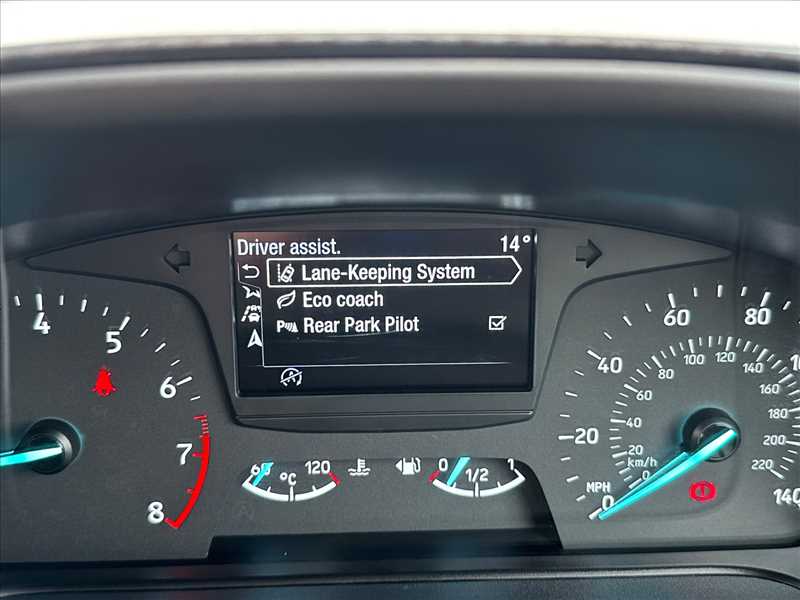 Driver assist. 14°
Lane-Keeping System
Eco coach
P Rear Park Pilot
A
4
5
6
7
8
60 120
°C
0 1/2 1
MPH
0
20
40
60
80
140
km/h
0
20
40
60
80
100
120
140
160
180
200
220